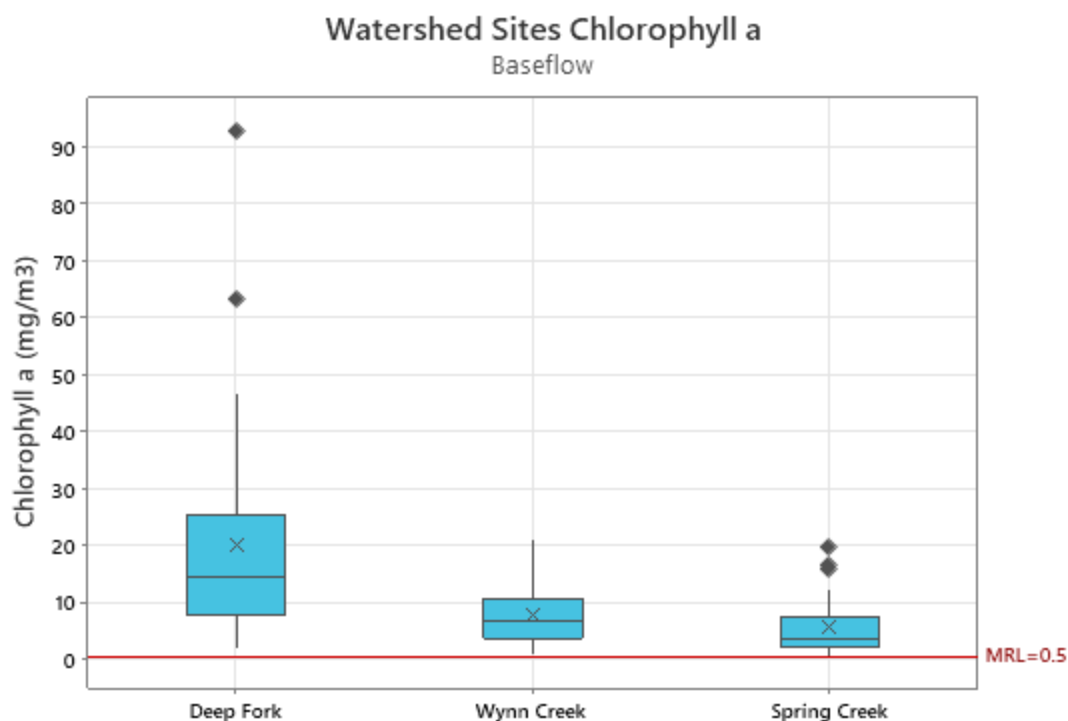 Watershed Sites Chlorophyll a
Baseflow
Chlorophyll a (mg/m3)
90
80
70
60
50
40
30
20
10
0
MRL=0.5
Deep Fork
Wynn Creek
Spring Creek